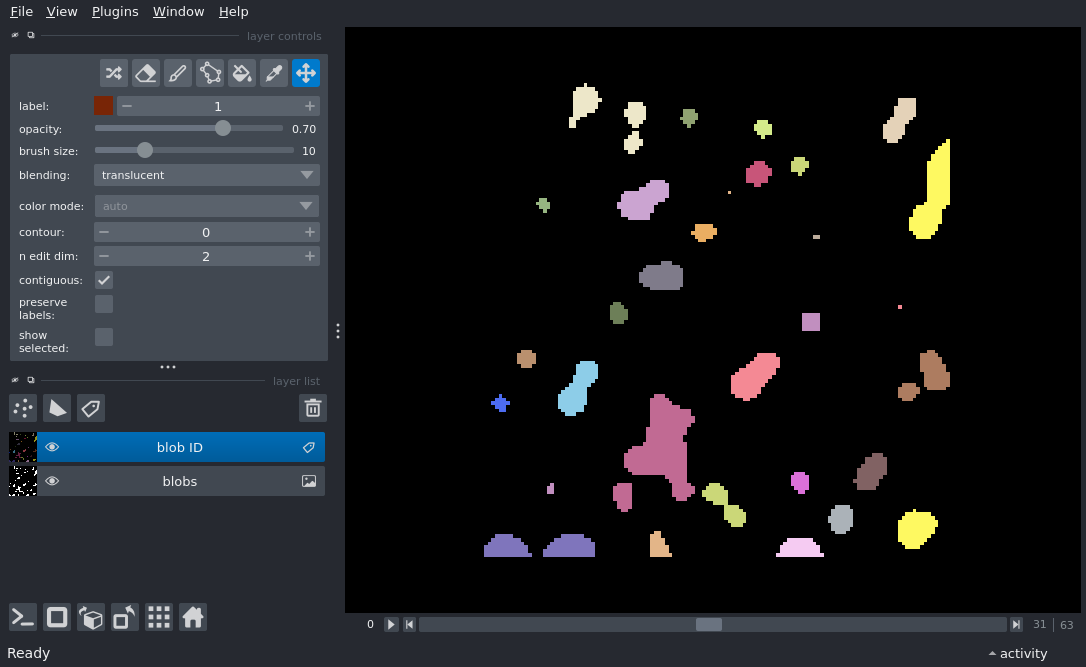 File View Plugins Window Help
layer controls
label: 1
opacity: 0.70
brush size: 10
blending: translucent
color mode: auto
contour: 0
n edit dim: 2
contiguous:
preserve
labels:
show
selected:
layer list
blob ID
blobs
0 31 63
Ready activity